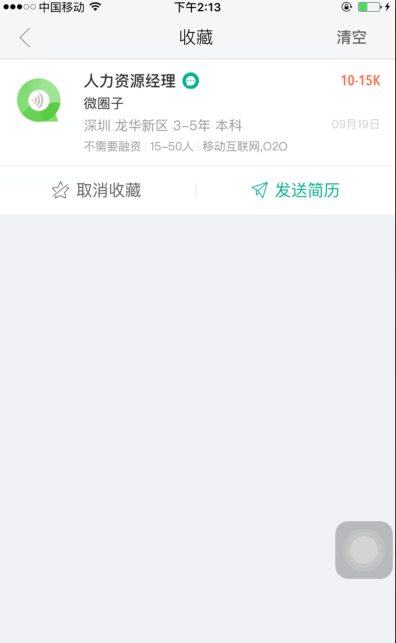 中国移动 下午2:13
收藏 清空
人力资源经理 10-15K
微圈子
深圳 龙华新区 3-5年 本科 09月19日
不需要融资 | 15-50人 | 移动互联网,O2O
取消收藏 发送简历